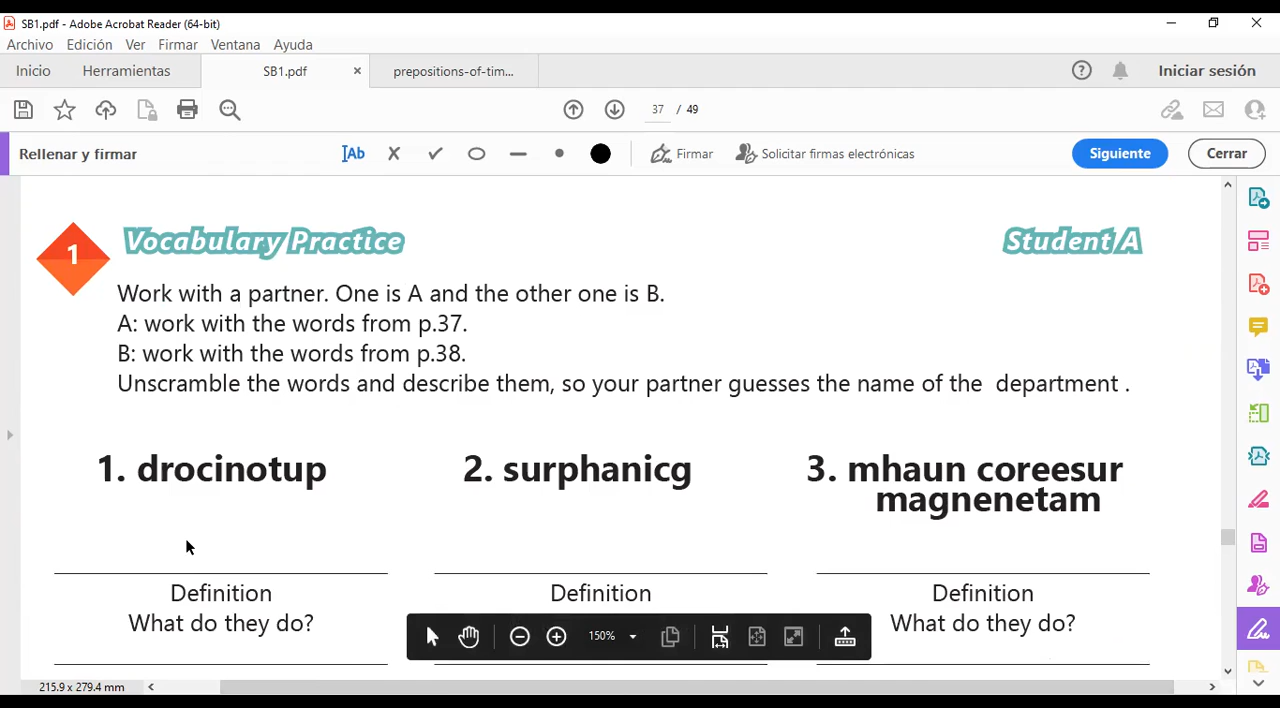 SB1.pdf - Adobe Acrobat Reader (64-bit)
Archivo Edición Ver Firmar Ventana Ayuda
Inicio Herramientas SB1.pdf × prepositions-of-tim... Iniciar sesión
37 / 49
Rellenar y firmar Ab Firmar Solicitar firmas electrónicas Siguiente Cerrar
1 Vocabulary Practice Student A
Work with a partner. One is A and the other one is B.
A: work with the words from p.37.
B: work with the words from p.38.
Unscramble the words and describe them, so your partner guesses the name of the department .
1. drocinotup 2. surphanicg 3. mhaun coreesur
magnenetam
Definition Definition Definition
What do they do? What do they do?
150%
215.9 x 279.4 mm